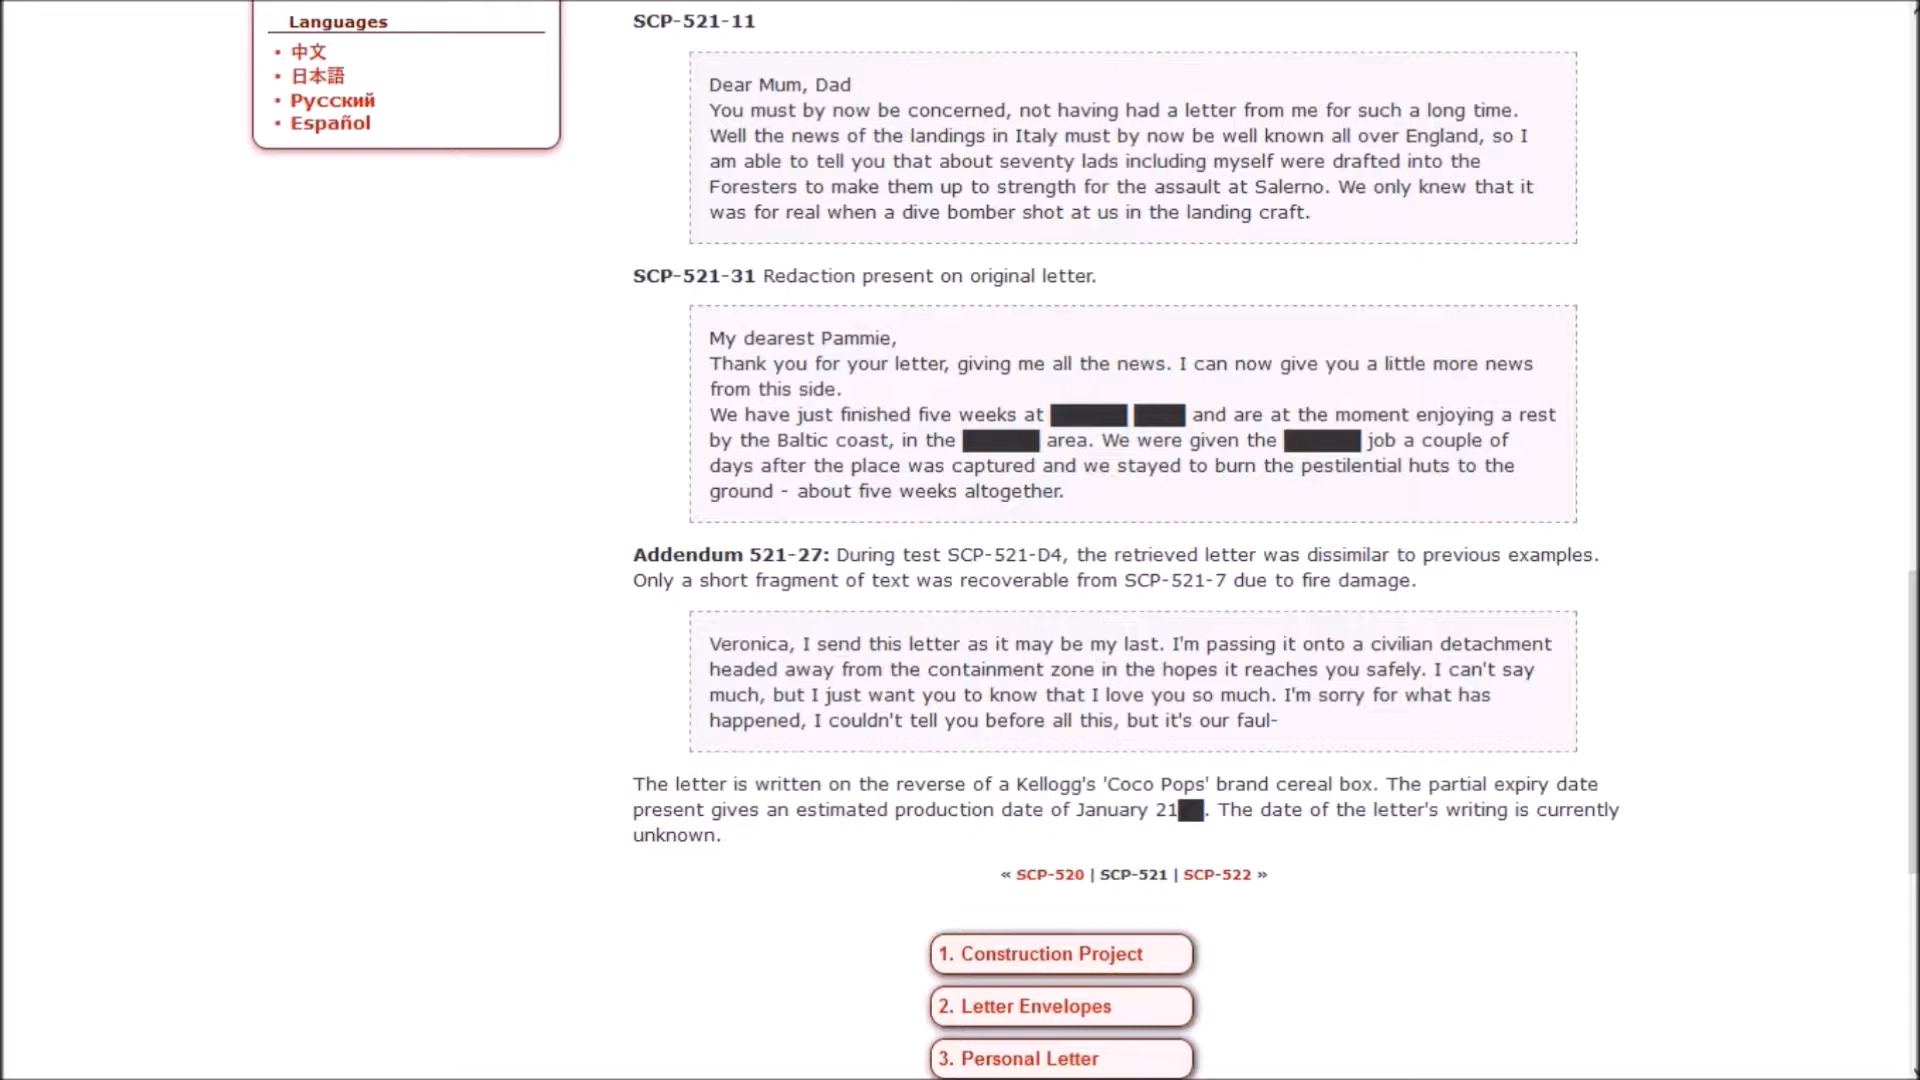 Languages
中文
日本語
Русский
Español
SCP-521-11
Dear Mum, Dad
You must by now be concerned, not having had a letter from me for such a long time.
Well the news of the landings in Italy must by now be well known all over England, so I
am able to tell you that about seventy lads including myself were drafted into the
Foresters to make them up to strength for the assault at Salerno. We only knew that it
was for real when a dive bomber shot at us in the landing craft.
SCP-521-31 Redaction present on original letter.
My dearest Pammie,
Thank you for your letter, giving me all the news. I can now give you a little more news
from this side.
We have just finished five weeks at ██████ ████ and are at the moment enjoying a rest
by the Baltic coast, in the ██████ area. We were given the ██████ job a couple of
days after the place was captured and we stayed to burn the pestilential huts to the
ground - about five weeks altogether.
Addendum 521-27: During test SCP-521-D4, the retrieved letter was dissimilar to previous examples.
Only a short fragment of text was recoverable from SCP-521-7 due to fire damage.
Veronica, I send this letter as it may be my last. I'm passing it onto a civilian detachment
headed away from the containment zone in the hopes it reaches you safely. I can't say
much, but I just want you to know that I love you so much. I'm sorry for what has
happened, I couldn't tell you before all this, but it's our faul-
The letter is written on the reverse of a Kellogg's 'Coco Pops' brand cereal box. The partial expiry date
present gives an estimated production date of January 21██. The date of the letter's writing is currently
unknown.
« SCP-520 | SCP-521 | SCP-522 »
1. Construction Project
2. Letter Envelopes
3. Personal Letter